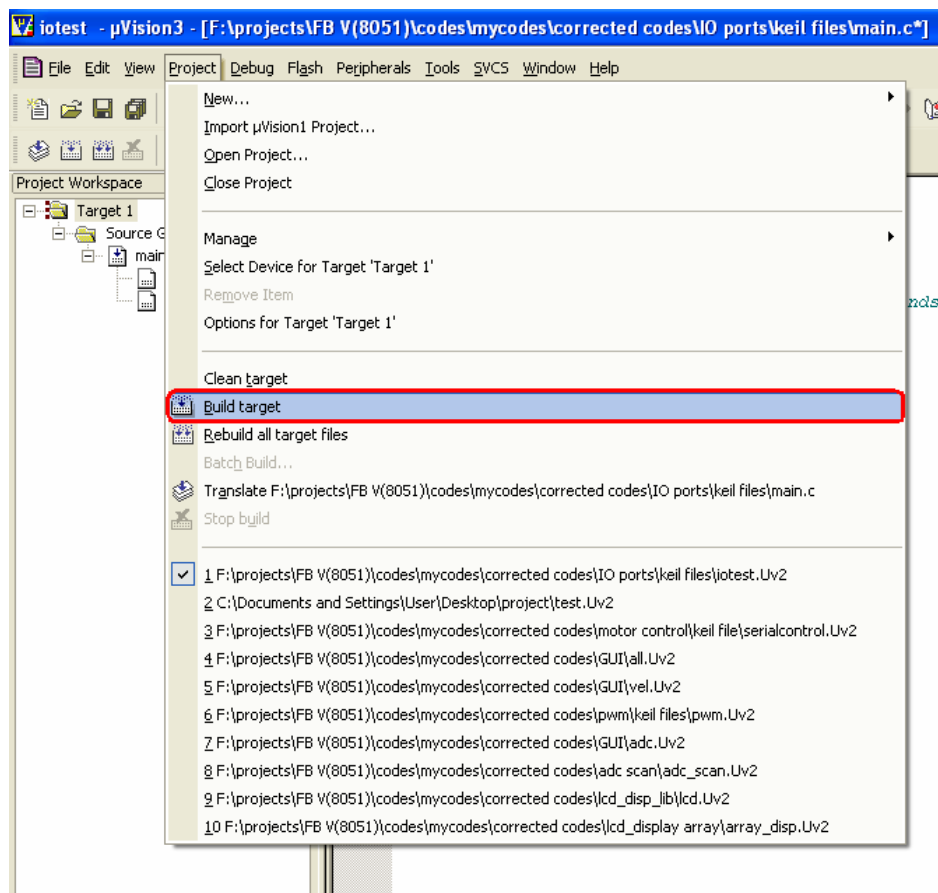 iotest - µVision3 - [F:\projects\FB V(8051)\codes\mycodes\corrected codes\IO ports\keil files\main.c*]
File Edit View Project Debug Flash Peripherals Tools SVCS Window Help
New...
Import µVision1 Project...
Open Project...
Close Project
Project Workspace
Target 1
Source G
main
Manage
Select Device for Target 'Target 1'
Remove Item
Options for Target 'Target 1'
nds
Clean target
Build target
Rebuild all target files
Batch Build...
Translate F:\projects\FB V(8051)\codes\mycodes\corrected codes\IO ports\keil files\main.c
Stop build
1 F:\projects\FB V(8051)\codes\mycodes\corrected codes\IO ports\keil files\iotest.Uv2
2 C:\Documents and Settings\User\Desktop\project\test.Uv2
3 F:\projects\FB V(8051)\codes\mycodes\corrected codes\motor control\keil file\serialcontrol.Uv2
4 F:\projects\FB V(8051)\codes\mycodes\corrected codes\GUI\all.Uv2
5 F:\projects\FB V(8051)\codes\mycodes\corrected codes\GUI\vel.Uv2
6 F:\projects\FB V(8051)\codes\mycodes\corrected codes\pwm\keil files\pwm.Uv2
7 F:\projects\FB V(8051)\codes\mycodes\corrected codes\GUI\adc.Uv2
8 F:\projects\FB V(8051)\codes\mycodes\corrected codes\adc scan\adc_scan.Uv2
9 F:\projects\FB V(8051)\codes\mycodes\corrected codes\lcd_disp_lib\lcd.Uv2
10 F:\projects\FB V(8051)\codes\mycodes\corrected codes\lcd_display array\array_disp.Uv2